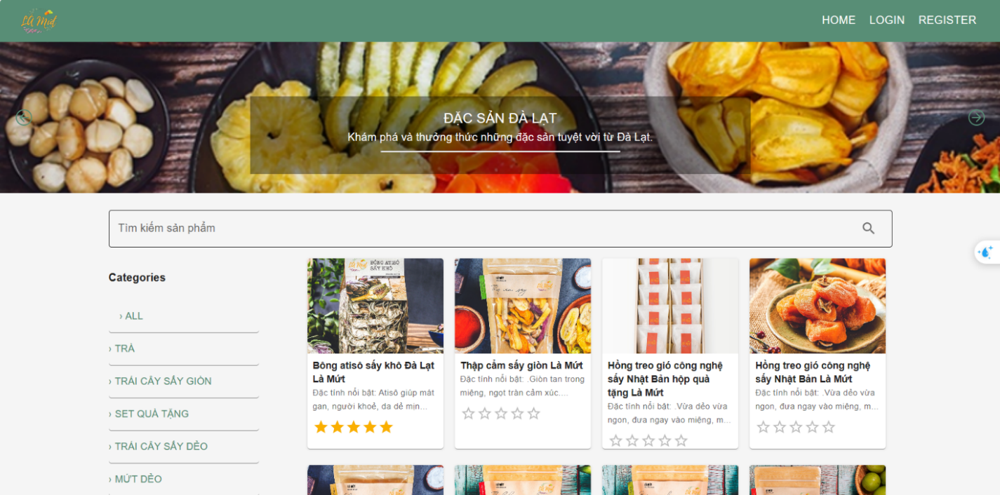 LÀ Mứt
HOME LOGIN REGISTER
ĐẶC SẢN ĐÀ LẠT
Khám phá và thưởng thức những đặc sản tuyệt vời từ Đà Lạt.
Tìm kiếm sản phẩm
Categories
› ALL
› TRÀ
› TRÁI CÂY SẤY GIÒN
› SET QUÀ TẶNG
› TRÁI CÂY SẤY DẺO
› MỨT DẺO
LÀ Mứt
BÔNG ATISÔ
SẤY KHÔ
Bông atisô sấy khô Đà Lạt
Là Mứt
Đặc tính nổi bật: Atisô giúp mát
gan, người khoẻ, da dẻ mịn...
Thập cẩm sấy giòn Là Mứt
Đặc tính nổi bật: .Giòn tan trong
miệng, ngọt tràn cảm xúc....
Hồng treo gió công nghệ
sấy Nhật Bản hộp quà
tặng Là Mứt
Đặc tính nổi bật: .Vừa dẻo vừa
ngon, đưa ngay vào miệng, m...
Hồng treo gió công nghệ
sấy Nhật Bản Là Mứt
Đặc tính nổi bật: .Vừa dẻo vừa
ngon, đưa ngay vào miệng, m...